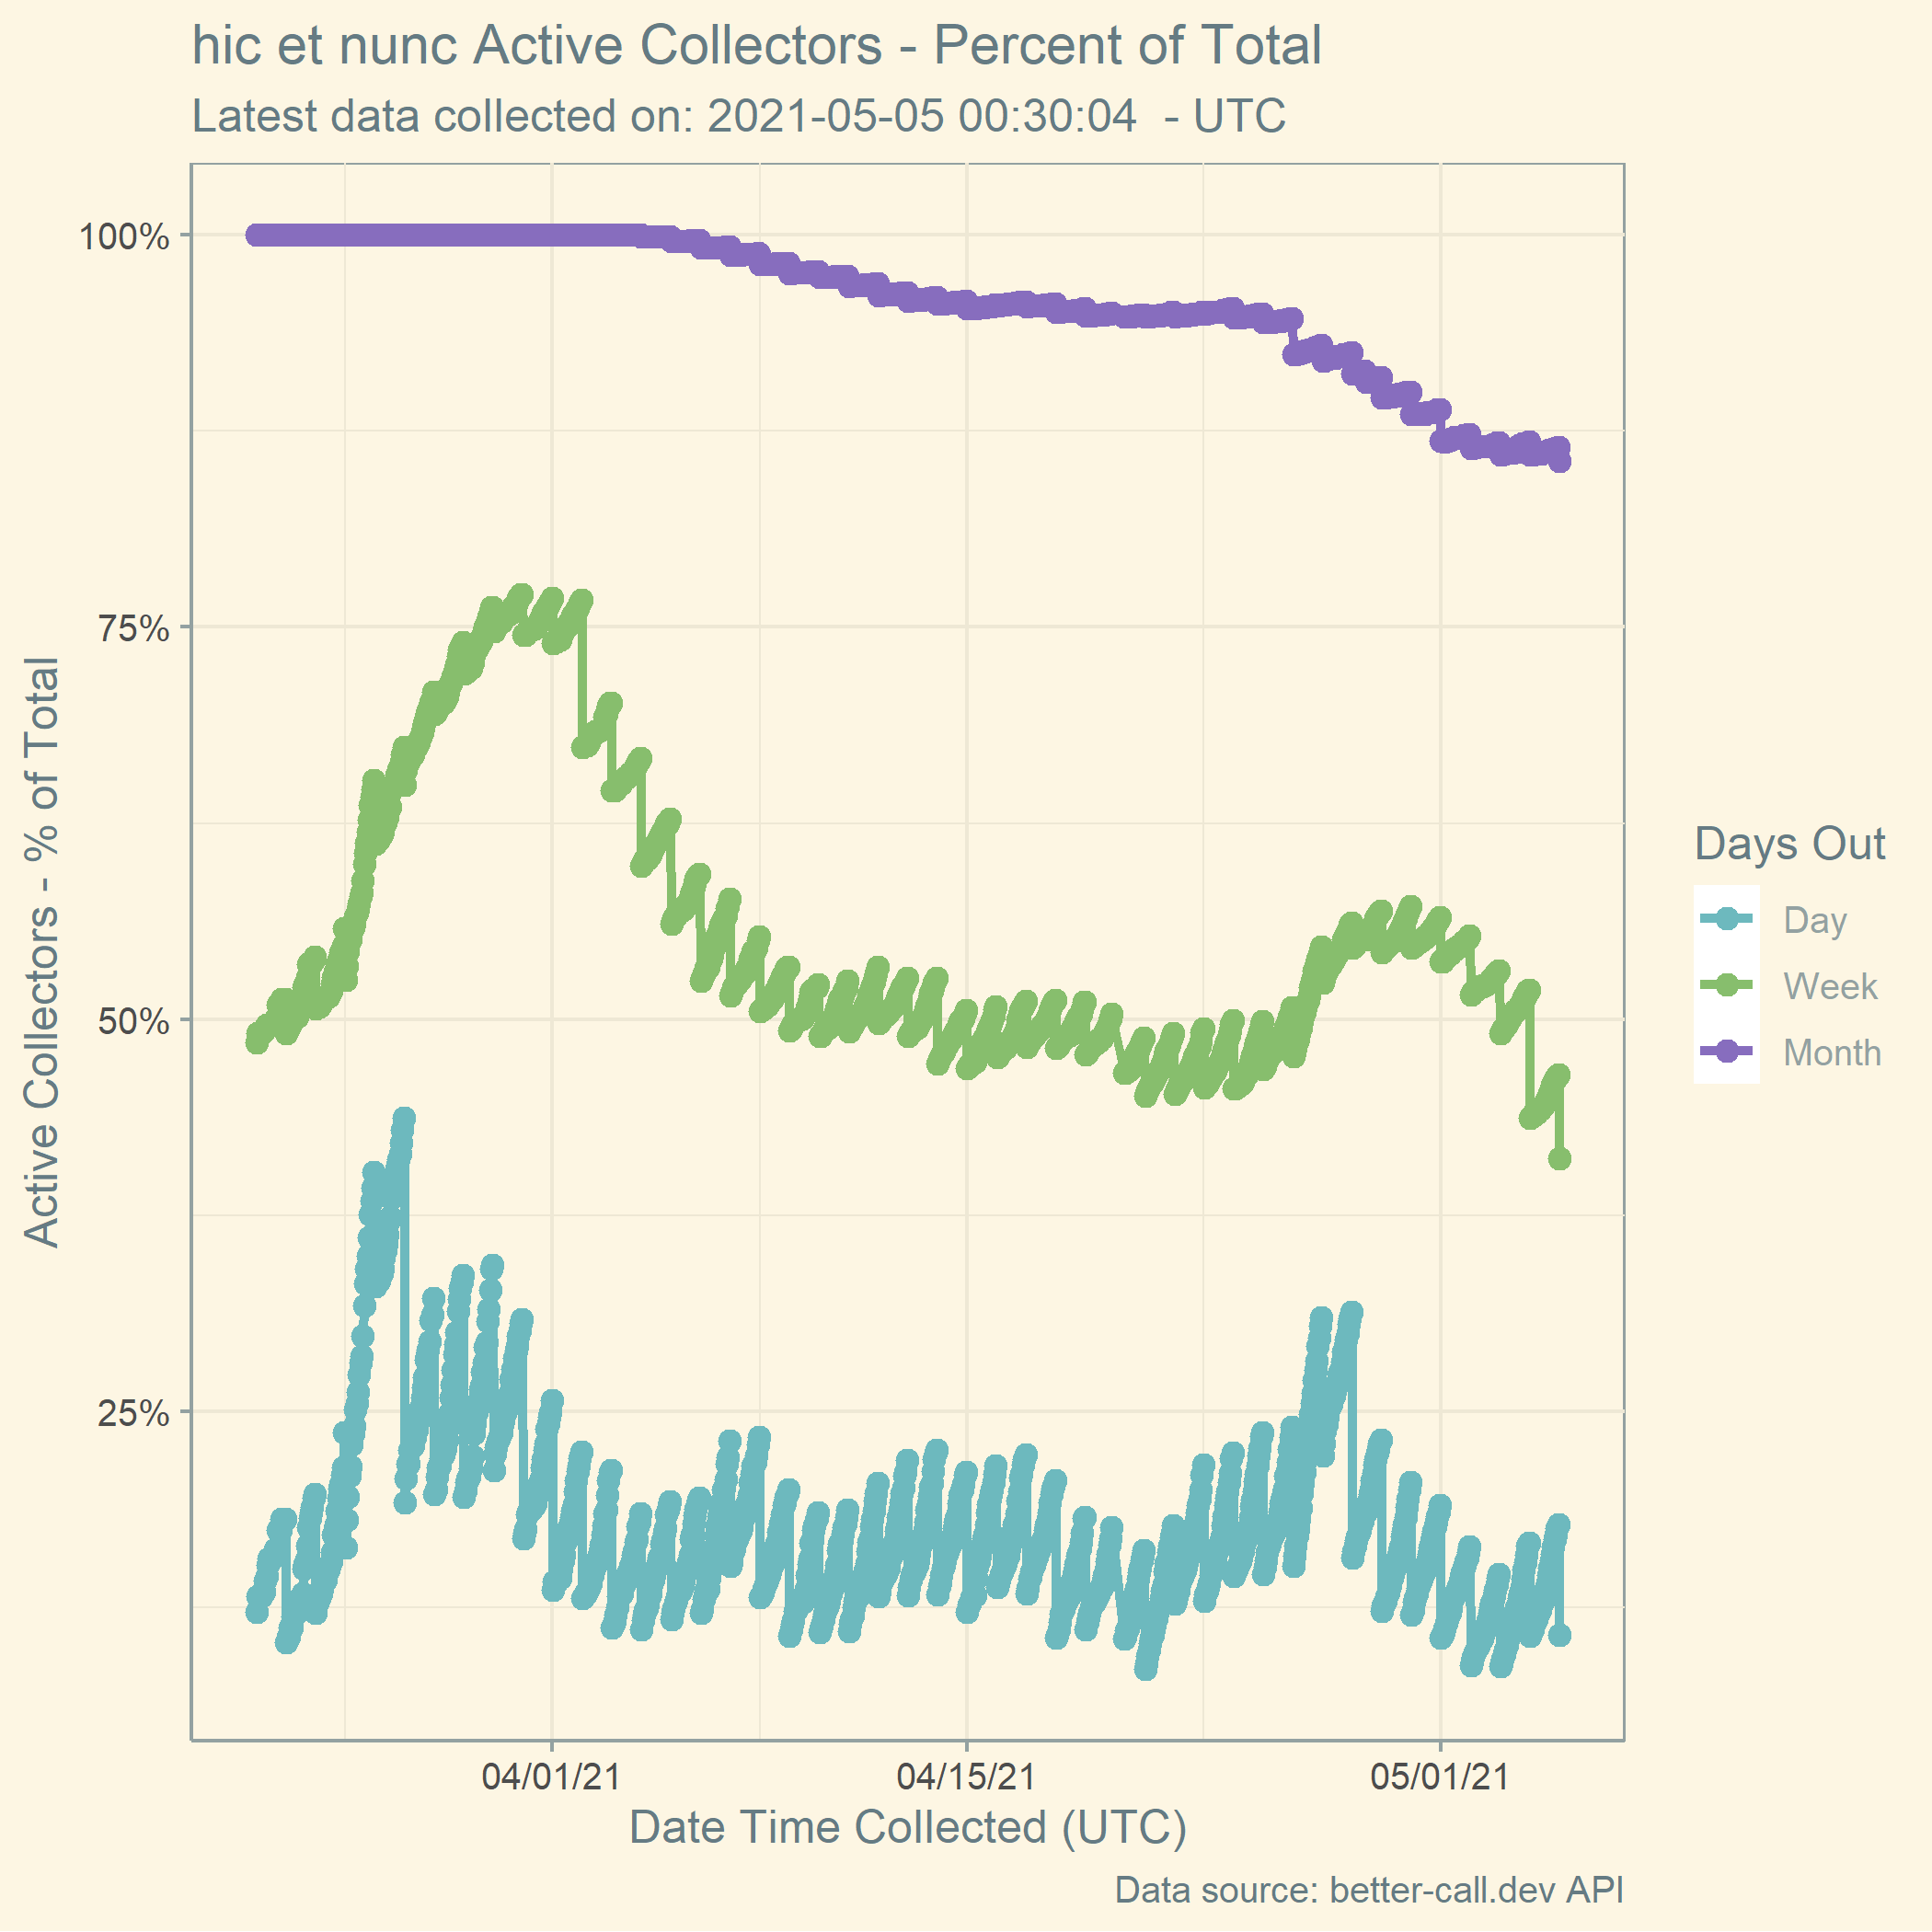 hic et nunc Active Collectors - Percent of Total
Latest data collected on: 2021-05-05 00:30:04  - UTC
100%
75%
50%
25%
Active Collectors - % of Total
04/01/21
04/15/21
05/01/21
Date Time Collected (UTC)
Days Out
Day
Week
Month
Data source: better-call.dev API